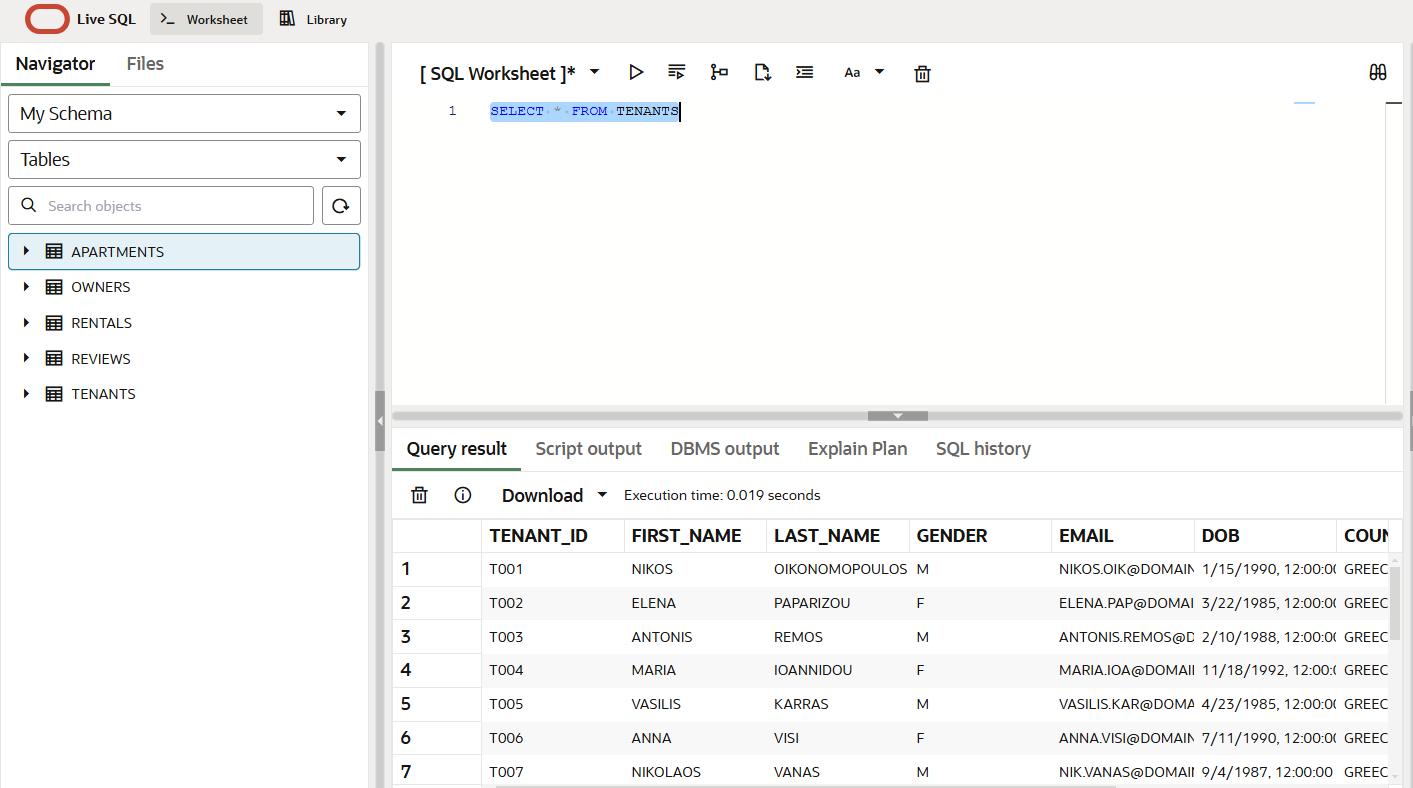 Live SQL
Worksheet
Library
Navigator
Files
My Schema
Tables
Search objects
APARTMENTS
OWNERS
RENTALS
REVIEWS
TENANTS
[ SQL Worksheet ]*
Aa
1 SELECT * FROM TENANTS
Query result Script output DBMS output Explain Plan SQL history
Download Execution time: 0.019 seconds
TENANT_ID FIRST_NAME LAST_NAME GENDER EMAIL DOB COUN
1 T001 NIKOS OIKONOMOPOULOS M NIKOS.OIK@DOMAIN 1/15/1990, 12:00:00 GREEC
2 T002 ELENA PAPARIZOU F ELENA.PAP@DOMAI 3/22/1985, 12:00:00 GREEC
3 T003 ANTONIS REMOS M ANTONIS.REMOS@D 2/10/1988, 12:00:00 GREEC
4 T004 MARIA IOANNIDOU F MARIA.IOA@DOMAIN 11/18/1992, 12:00:0 GREEC
5 T005 VASILIS KARRAS M VASILIS.KAR@DOMA 4/23/1985, 12:00:00 GREEC
6 T006 ANNA VISI F ANNA.VISI@DOMAIN 7/11/1990, 12:00:00 GREEC
7 T007 NIKOLAOS VANAS M NIK.VANAS@DOMAIN 9/4/1987, 12:00:00 GREEC